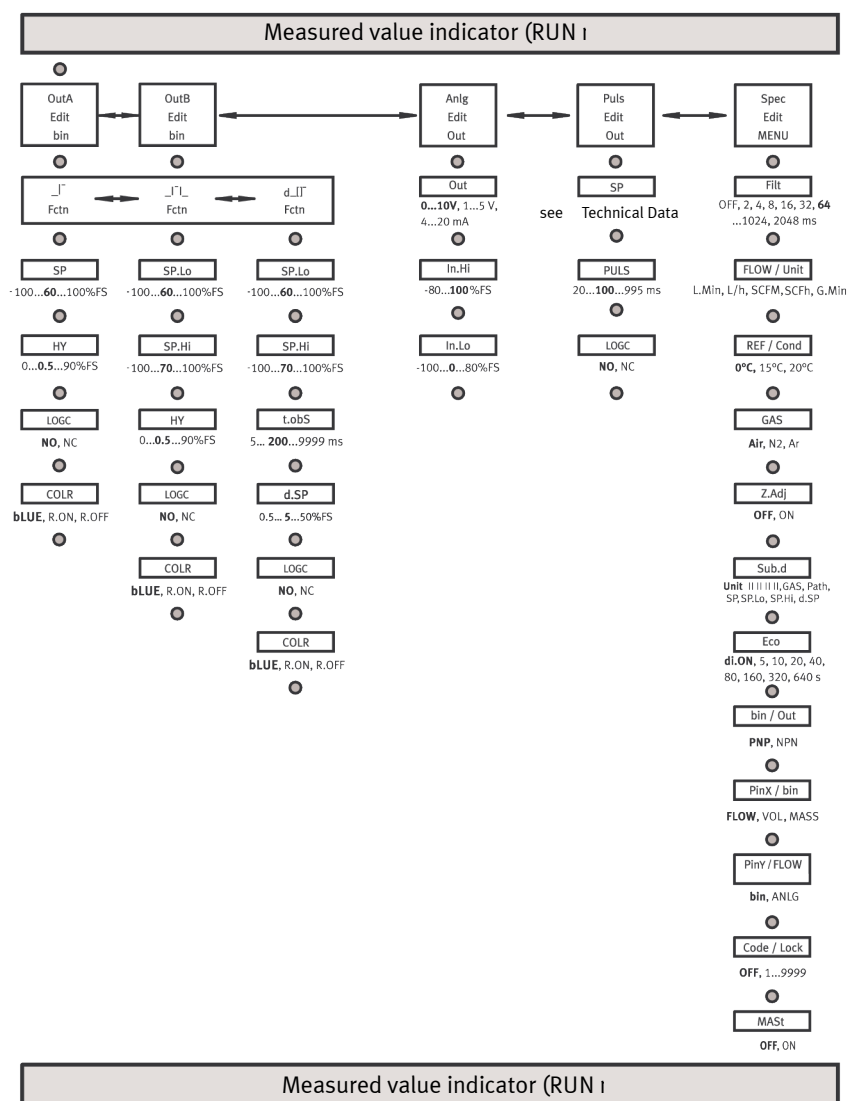 Measured value indicator (RUN
OutA
Edit
bin
OutB
Edit
bin
Anlg
Edit
Out
Puls
Edit
Out
Spec
Edit
MENU
_|¯
Fctn
_|¯|_
Fctn
d_[]¯
Fctn
Out
0...10V, 1...5 V,
4...20 mA
SP
see Technical Data
Filt
OFF, 2, 4, 8, 16, 32, 64
...1024, 2048 ms
SP
-100...60...100%FS
SP.Lo
-100...60...100%FS
SP.Lo
-100...60...100%FS
In.Hi
-80...100%FS
PULS
20...100...995 ms
FLOW / Unit
L.Min, L/h, SCFM, SCFh, G.Min
HY
0...0.5...90%FS
SP.Hi
-100...70...100%FS
SP.Hi
-100...70...100%FS
In.Lo
-100...0...80%FS
LOGC
NO, NC
REF / Cond
0°C, 15°C, 20°C
LOGC
NO, NC
HY
0...0.5...90%FS
t.obS
5... 200...9999 ms
GAS
Air, N2, Ar
COLR
bLUE, R.ON, R.OFF
LOGC
NO, NC
d.SP
0.5... 5...50%FS
Z.Adj
OFF, ON
COLR
bLUE, R.ON, R.OFF
LOGC
NO, NC
Sub.d
Unit IIIIIIII, GAS, Path,
SP, SP.Lo, SP.Hi, d.SP
COLR
bLUE, R.ON, R.OFF
Eco
di.ON, 5, 10, 20, 40,
80, 160, 320, 640 s
bin / Out
PNP, NPN
PinX / bin
FLOW, VOL, MASS
PinY / FLOW
bin, ANLG
Code / Lock
OFF, 1...9999
MASt
OFF, ON
Measured value indicator (RUN